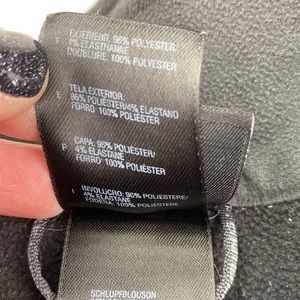 F EXTÉRIEUR: 96% POLYESTER/
4% ÉLASTHANNE
DOUBLURE 100% POLYESTER
E TELA EXTERIOR:
96% POLIÉSTER/4% ELASTANO
FORRO 100% POLIÉSTER
P CAPA: 96% POLIÉSTER/
4% ELASTANE
FORRO: 100% POLIÉSTER
I INVOLUCRO: 96% POLIESTERE/
4% ELASTANE
FODERA: 100% POLIESTERE
SCHLUPFBLOUSON